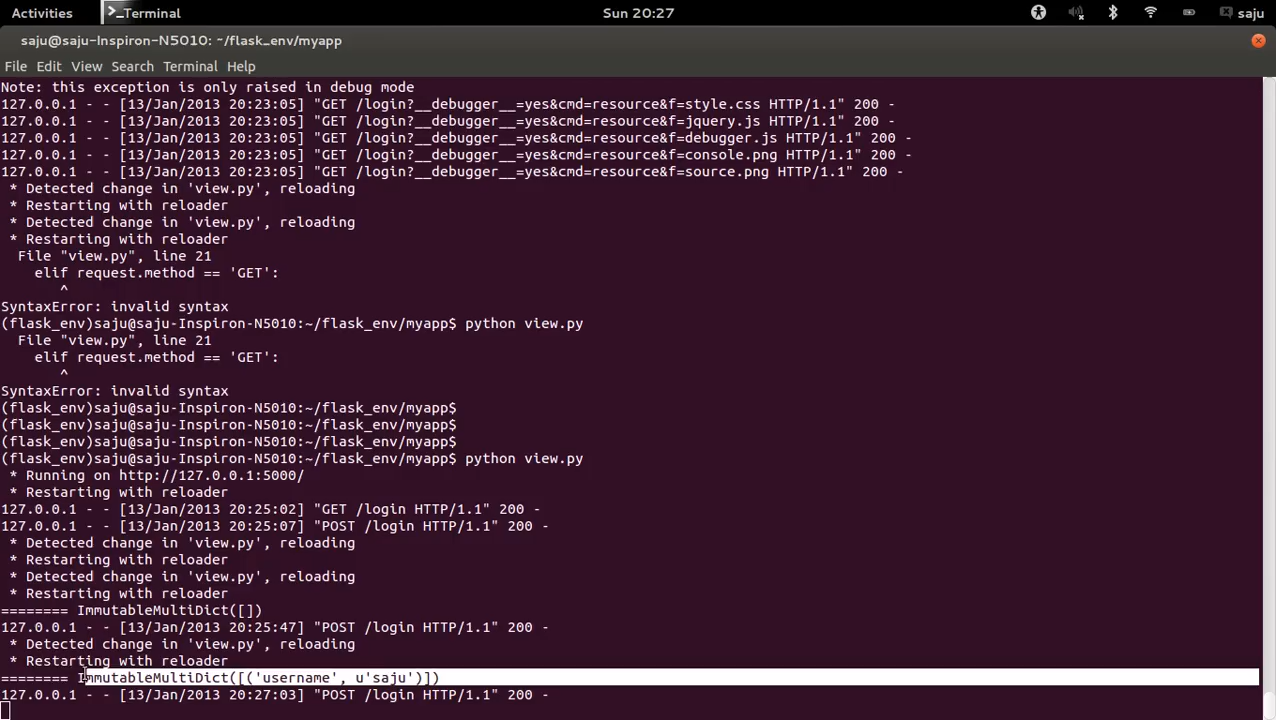 Activities Terminal Sun 20:27 saju
saju@saju-Inspiron-N5010: ~/flask_env/myapp
File Edit View Search Terminal Help
Note: this exception is only raised in debug mode
127.0.0.1 - - [13/Jan/2013 20:23:05] "GET /login?__debugger__=yes&cmd=resource&f=style.css HTTP/1.1" 200 -
127.0.0.1 - - [13/Jan/2013 20:23:05] "GET /login?__debugger__=yes&cmd=resource&f=jquery.js HTTP/1.1" 200 -
127.0.0.1 - - [13/Jan/2013 20:23:05] "GET /login?__debugger__=yes&cmd=resource&f=debugger.js HTTP/1.1" 200 -
127.0.0.1 - - [13/Jan/2013 20:23:05] "GET /login?__debugger__=yes&cmd=resource&f=console.png HTTP/1.1" 200 -
127.0.0.1 - - [13/Jan/2013 20:23:05] "GET /login?__debugger__=yes&cmd=resource&f=source.png HTTP/1.1" 200 -
 * Detected change in 'view.py', reloading
 * Restarting with reloader
 * Detected change in 'view.py', reloading
 * Restarting with reloader
  File "view.py", line 21
    elif request.method == 'GET':
       ^
SyntaxError: invalid syntax
(flask_env)saju@saju-Inspiron-N5010:~/flask_env/myapp$ python view.py
  File "view.py", line 21
    elif request.method == 'GET':
       ^
SyntaxError: invalid syntax
(flask_env)saju@saju-Inspiron-N5010:~/flask_env/myapp$
(flask_env)saju@saju-Inspiron-N5010:~/flask_env/myapp$
(flask_env)saju@saju-Inspiron-N5010:~/flask_env/myapp$
(flask_env)saju@saju-Inspiron-N5010:~/flask_env/myapp$ python view.py
 * Running on http://127.0.0.1:5000/
 * Restarting with reloader
127.0.0.1 - - [13/Jan/2013 20:25:02] "GET /login HTTP/1.1" 200 -
127.0.0.1 - - [13/Jan/2013 20:25:07] "POST /login HTTP/1.1" 200 -
 * Detected change in 'view.py', reloading
 * Restarting with reloader
 * Detected change in 'view.py', reloading
 * Restarting with reloader
======== ImmutableMultiDict([])
127.0.0.1 - - [13/Jan/2013 20:25:47] "POST /login HTTP/1.1" 200 -
 * Detected change in 'view.py', reloading
 * Restarting with reloader
======== ImmutableMultiDict([('username', u'saju')])
127.0.0.1 - - [13/Jan/2013 20:27:03] "POST /login HTTP/1.1" 200 -